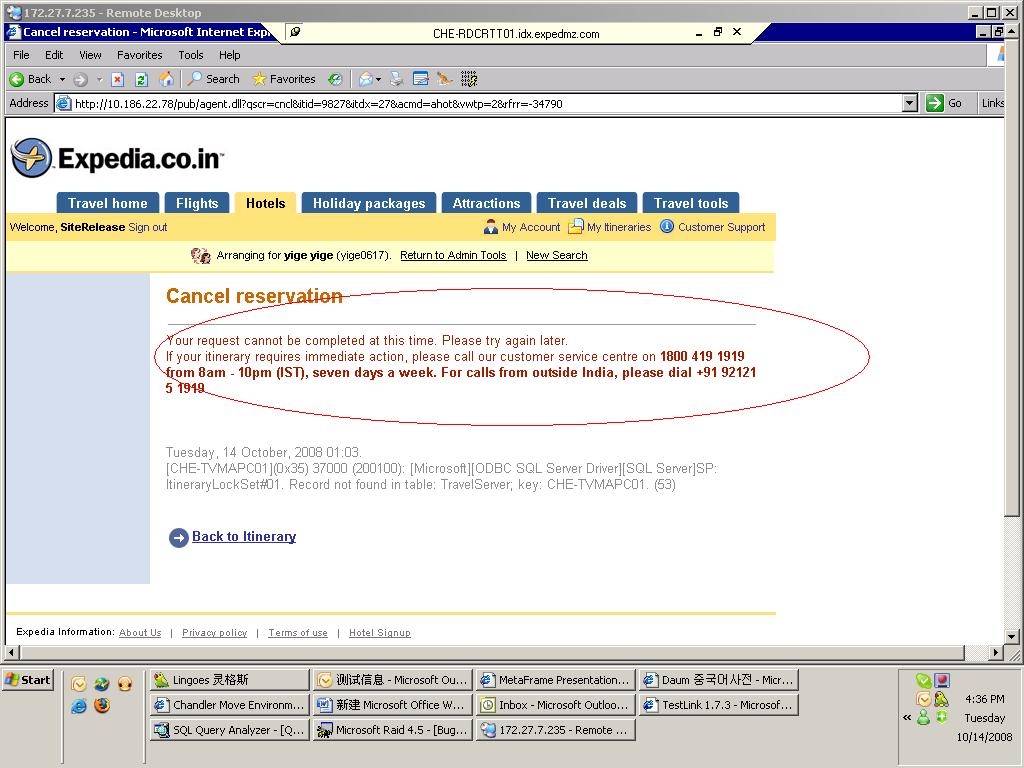 172.27.7.235 - Remote Desktop
Cancel reservation - Microsoft Internet Exp
CHE-RDCRTT01.idx.expedmz.com
File Edit View Favorites Tools Help
Back Search Favorites
Address http://10.186.22.78/pub/agent.dll?qscr=cncl&itid=9827&itdx=27&acmd=ahot&vwtp=2&rfrr=-34790 Go Links
Expedia.co.in
Travel home Flights Hotels Holiday packages Attractions Travel deals Travel tools
Welcome, SiteRelease Sign out My Account My Itineraries Customer Support
Arranging for yige yige (yige0617). Return to Admin Tools | New Search
Cancel reservation
Your request cannot be completed at this time. Please try again later.
If your itinerary requires immediate action, please call our customer service centre on 1800 419 1919
from 8am - 10pm (IST), seven days a week. For calls from outside India, please dial +91 92121
5 1919
Tuesday, 14 October, 2008 01:03.
[CHE-TVMAPC01](0x35) 37000 (200100): [Microsoft][ODBC SQL Server Driver][SQL Server]SP:
ItineraryLockSet#01. Record not found in table: TravelServer, key: CHE-TVMAPC01. (53)
Back to Itinerary
Expedia Information: About Us | Privacy policy | Terms of use | Hotel Signup
Start
Lingoes 灵格斯 测试信息 - Microsoft Ou... MetaFrame Presentation... Daum 중국어사전 - Micr...
Chandler Move Environm... 新建 Microsoft Office W... Inbox - Microsoft Outloo... TestLink 1.7.3 - Microsof...
SQL Query Analyzer - [Q... Microsoft Raid 4.5 - [Bug... 172.27.7.235 - Remote ...
4:36 PM
Tuesday
10/14/2008